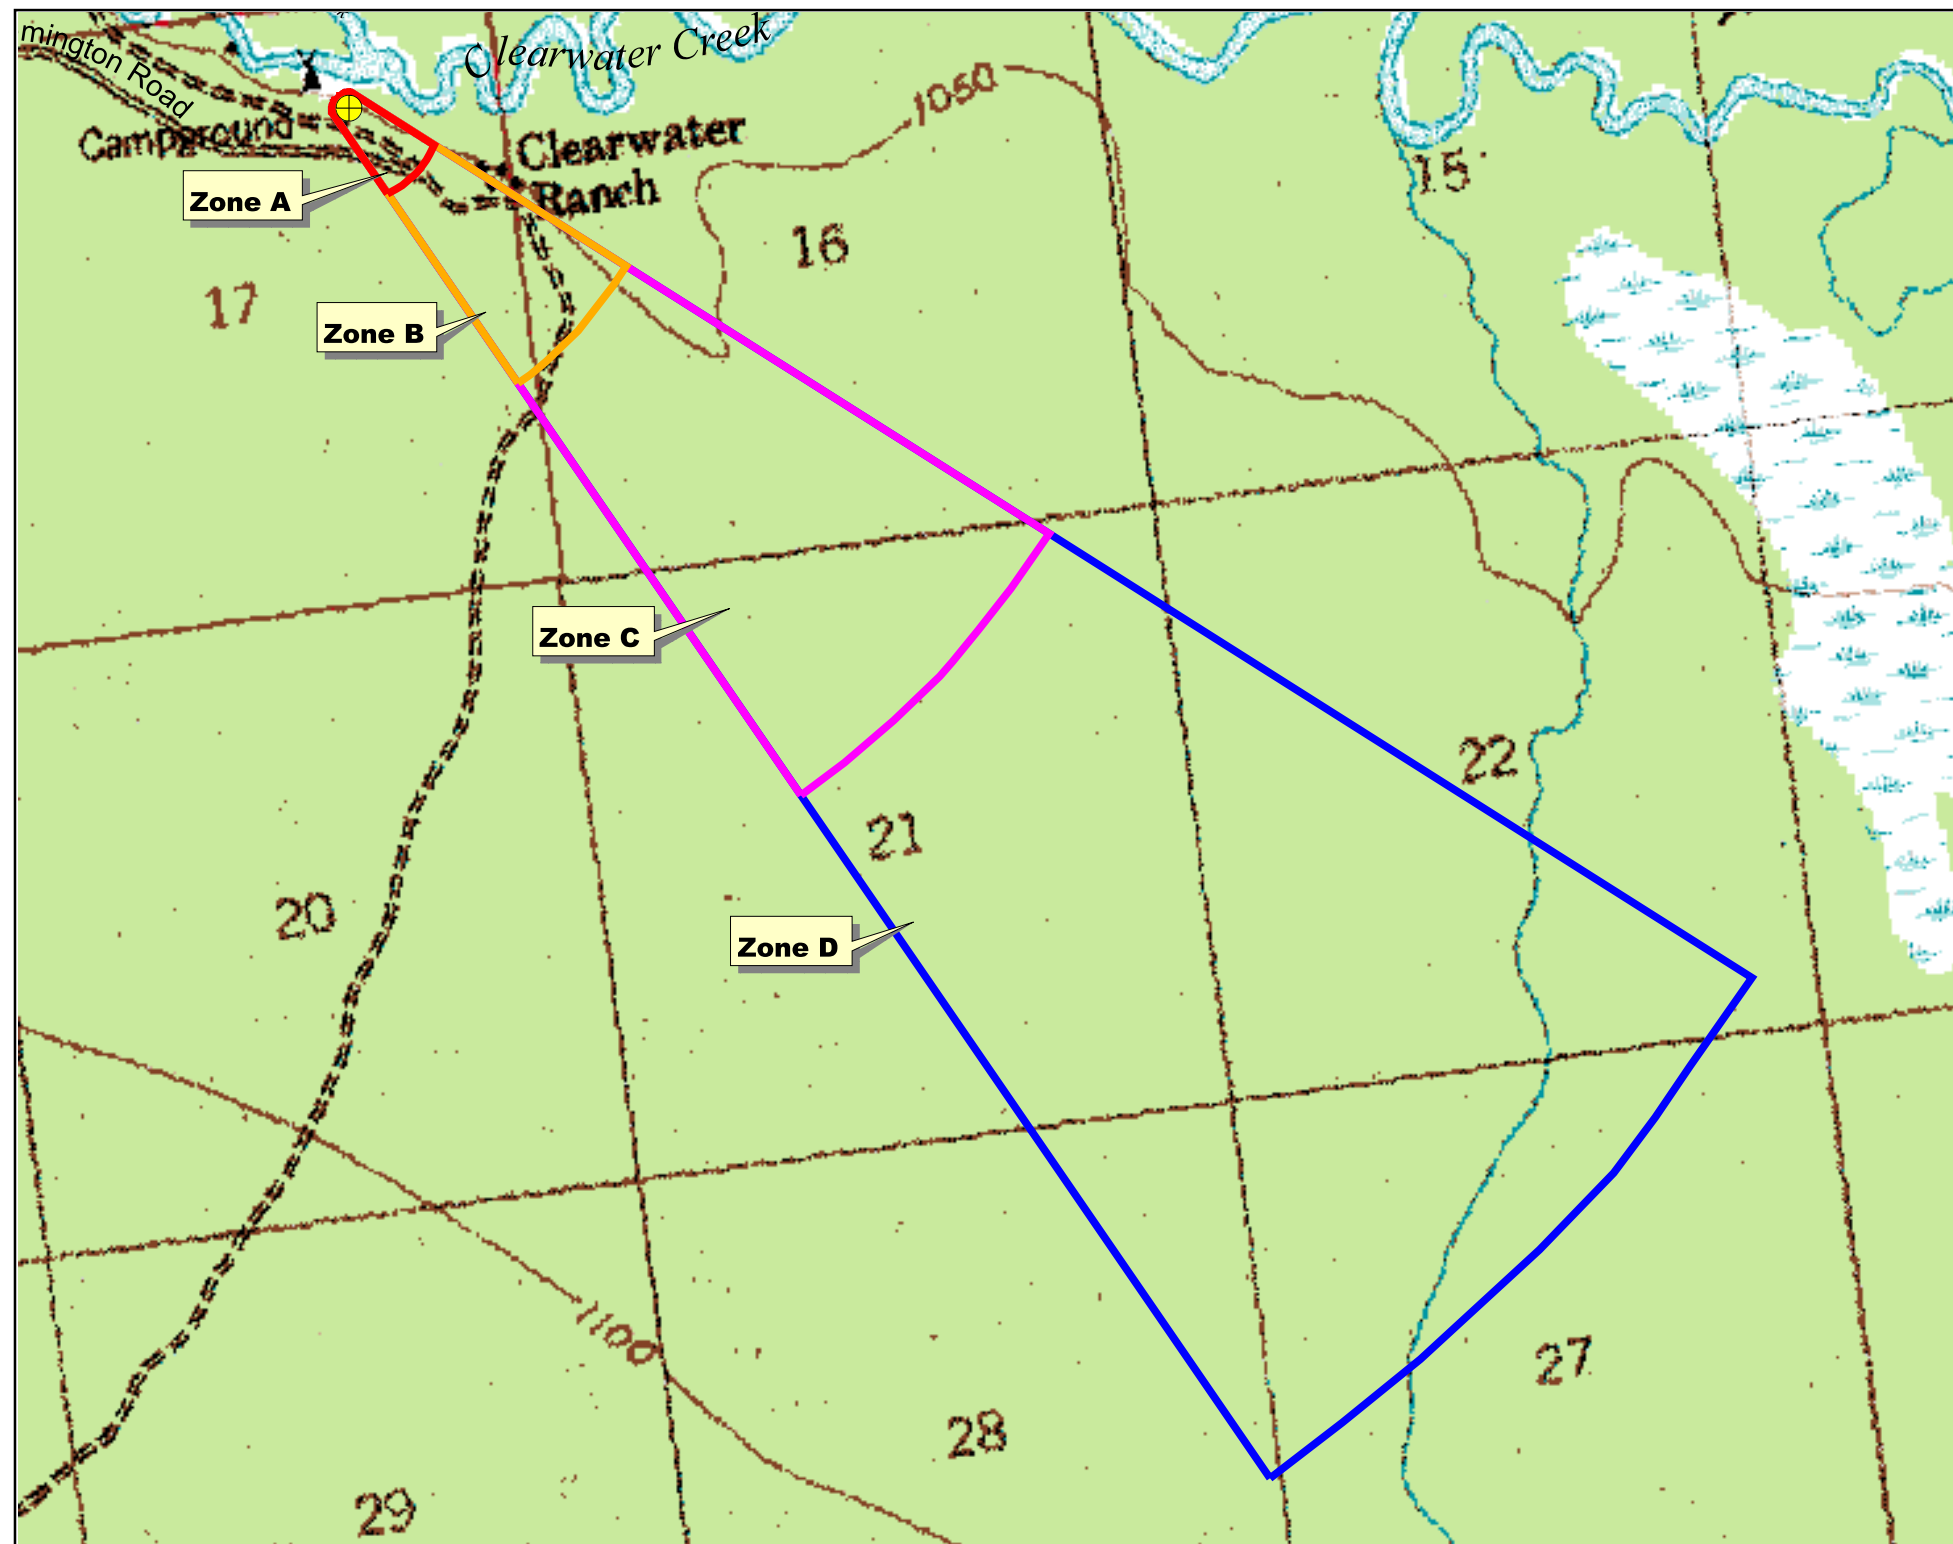 mington Road
Clearwater Creek
1050
Campground
Clearwater
Ranch
15
Zone A
16
17
Zone B
Zone C
22
21
20
Zone D
1100
27
28
29